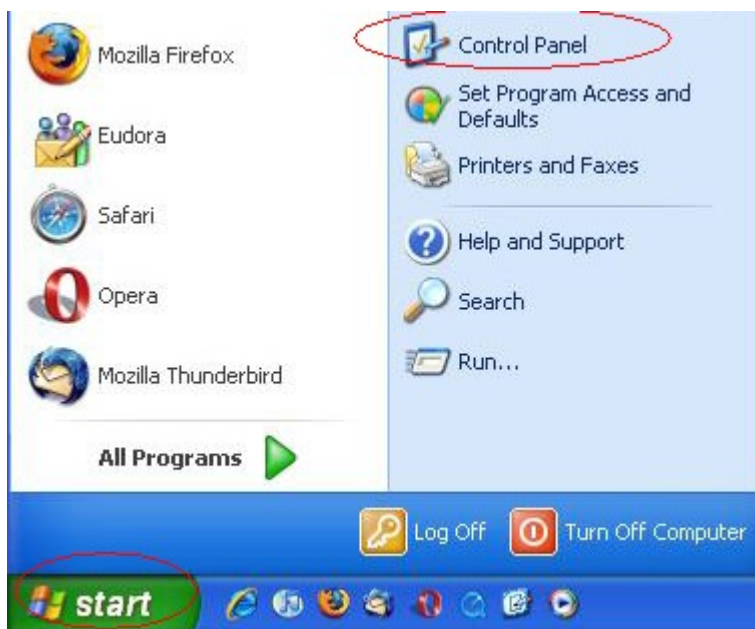 Mozilla Firefox
Eudora
Safari
Opera
Mozilla Thunderbird
All Programs
Control Panel
Set Program Access and
Defaults
Printers and Faxes
Help and Support
Search
Run...
Log Off
Turn Off Computer
start